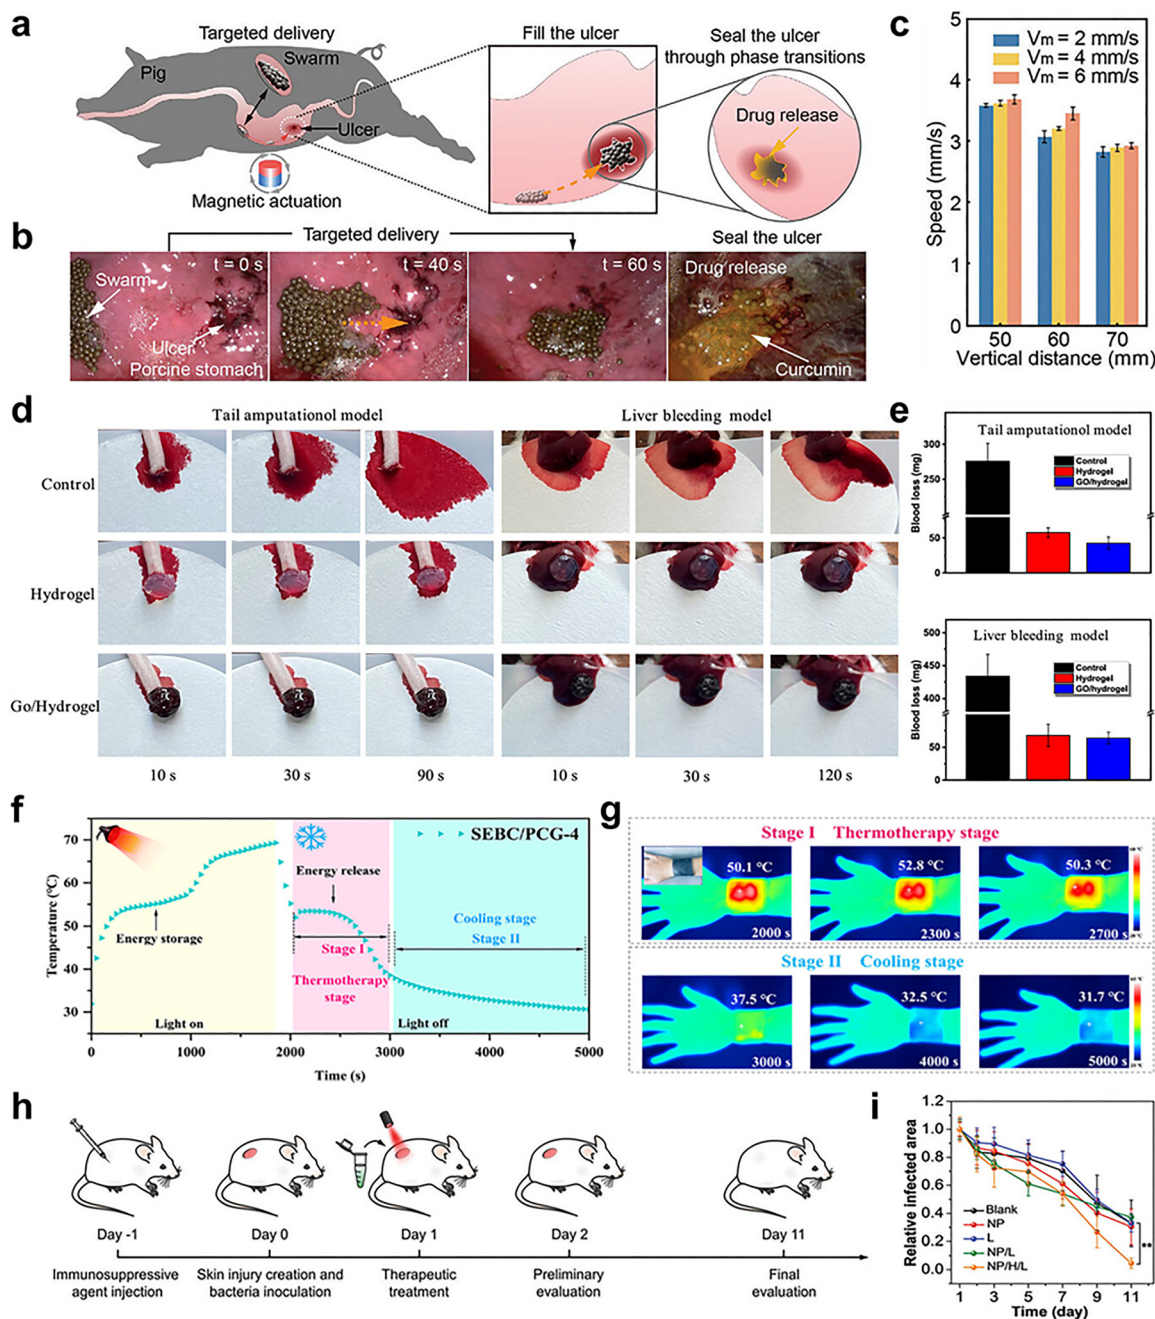 a
Targeted delivery
Swarm
Pig
Ulcer
Magnetic actuation
Fill the ulcer
Seal the ulcer
through phase transitions
Drug release
b
Targeted delivery
Seal the ulcer
t = 0 s
Swarm
Ulcer
Porcine stomach
t = 40 s
t = 60 s
Drug release
Curcumin
c
5
4
3
2
1
0
Speed (mm/s)
Vm = 2 mm/s
Vm = 4 mm/s
Vm = 6 mm/s
50 60 70
Vertical distance (mm)
d
Tail amputationol model
Liver bleeding model
Control
Hydrogel
Go/Hydrogel
10 s 30 s 90 s 10 s 30 s 120 s
e
Tail amputationol model
Control
Hydrogel
GO/hydrogel
Blood loss (mg)
300
250
50
0
Liver bleeding model
Control
Hydrogel
GO/hydrogel
Blood loss (mg)
500
450
400
50
0
f
SEBC/PCG-4
Temperature (°C)
70
60
50
40
30
Energy storage
Energy release
Stage I
Thermotherapy
stage
Cooling stage
Stage II
Light on
Light off
0 1000 2000 3000 4000 5000
Time (s)
g
Stage I Thermotherapy stage
50.1 °C
2000 s
52.8 °C
2300 s
50.3 °C
2700 s
Stage II Cooling stage
37.5 °C
3000 s
32.5 °C
4000 s
31.7 °C
5000 s
h
Day -1
Day 0
Day 1
Day 2
Day 11
Immunosuppressive
agent injection
Skin injury creation and
bacteria inoculation
Therapeutic
treatment
Preliminary
evaluation
Final
evaluation
i
Relative infected area
1.2
1.0
0.8
0.6
0.4
0.2
0.0
Blank
NP
L
NP/L
NP/H/L
**
1 3 5 7 9 11
Time (day)